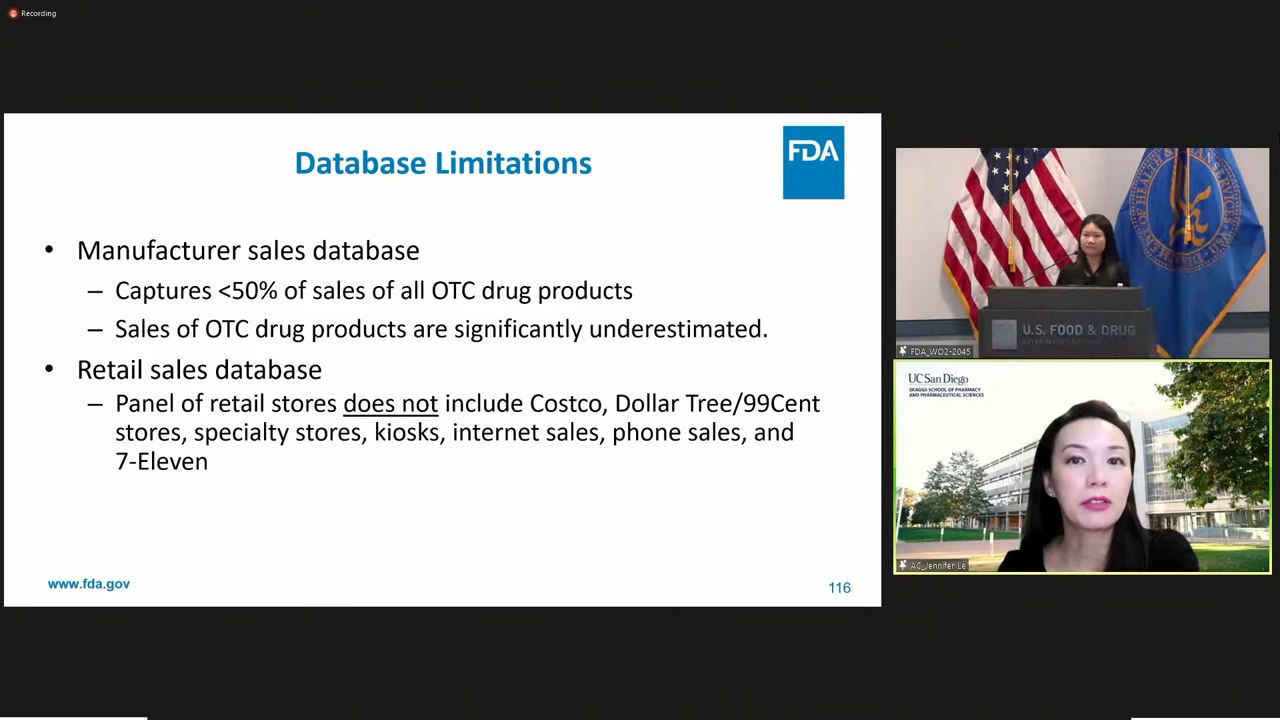 Recording
Database Limitations
FDA
• Manufacturer sales database
– Captures <50% of sales of all OTC drug products
– Sales of OTC drug products are significantly underestimated.
• Retail sales database
– Panel of retail stores does not include Costco, Dollar Tree/99Cent
stores, specialty stores, kiosks, internet sales, phone sales, and
7-Eleven
www.fda.gov
116
U.S. FOOD & DRUG
FDA_WO2-2045
UC San Diego
SKAGGS SCHOOL OF PHARMACY
AND PHARMACEUTICAL SCIENCES
AC_Jennifer Le